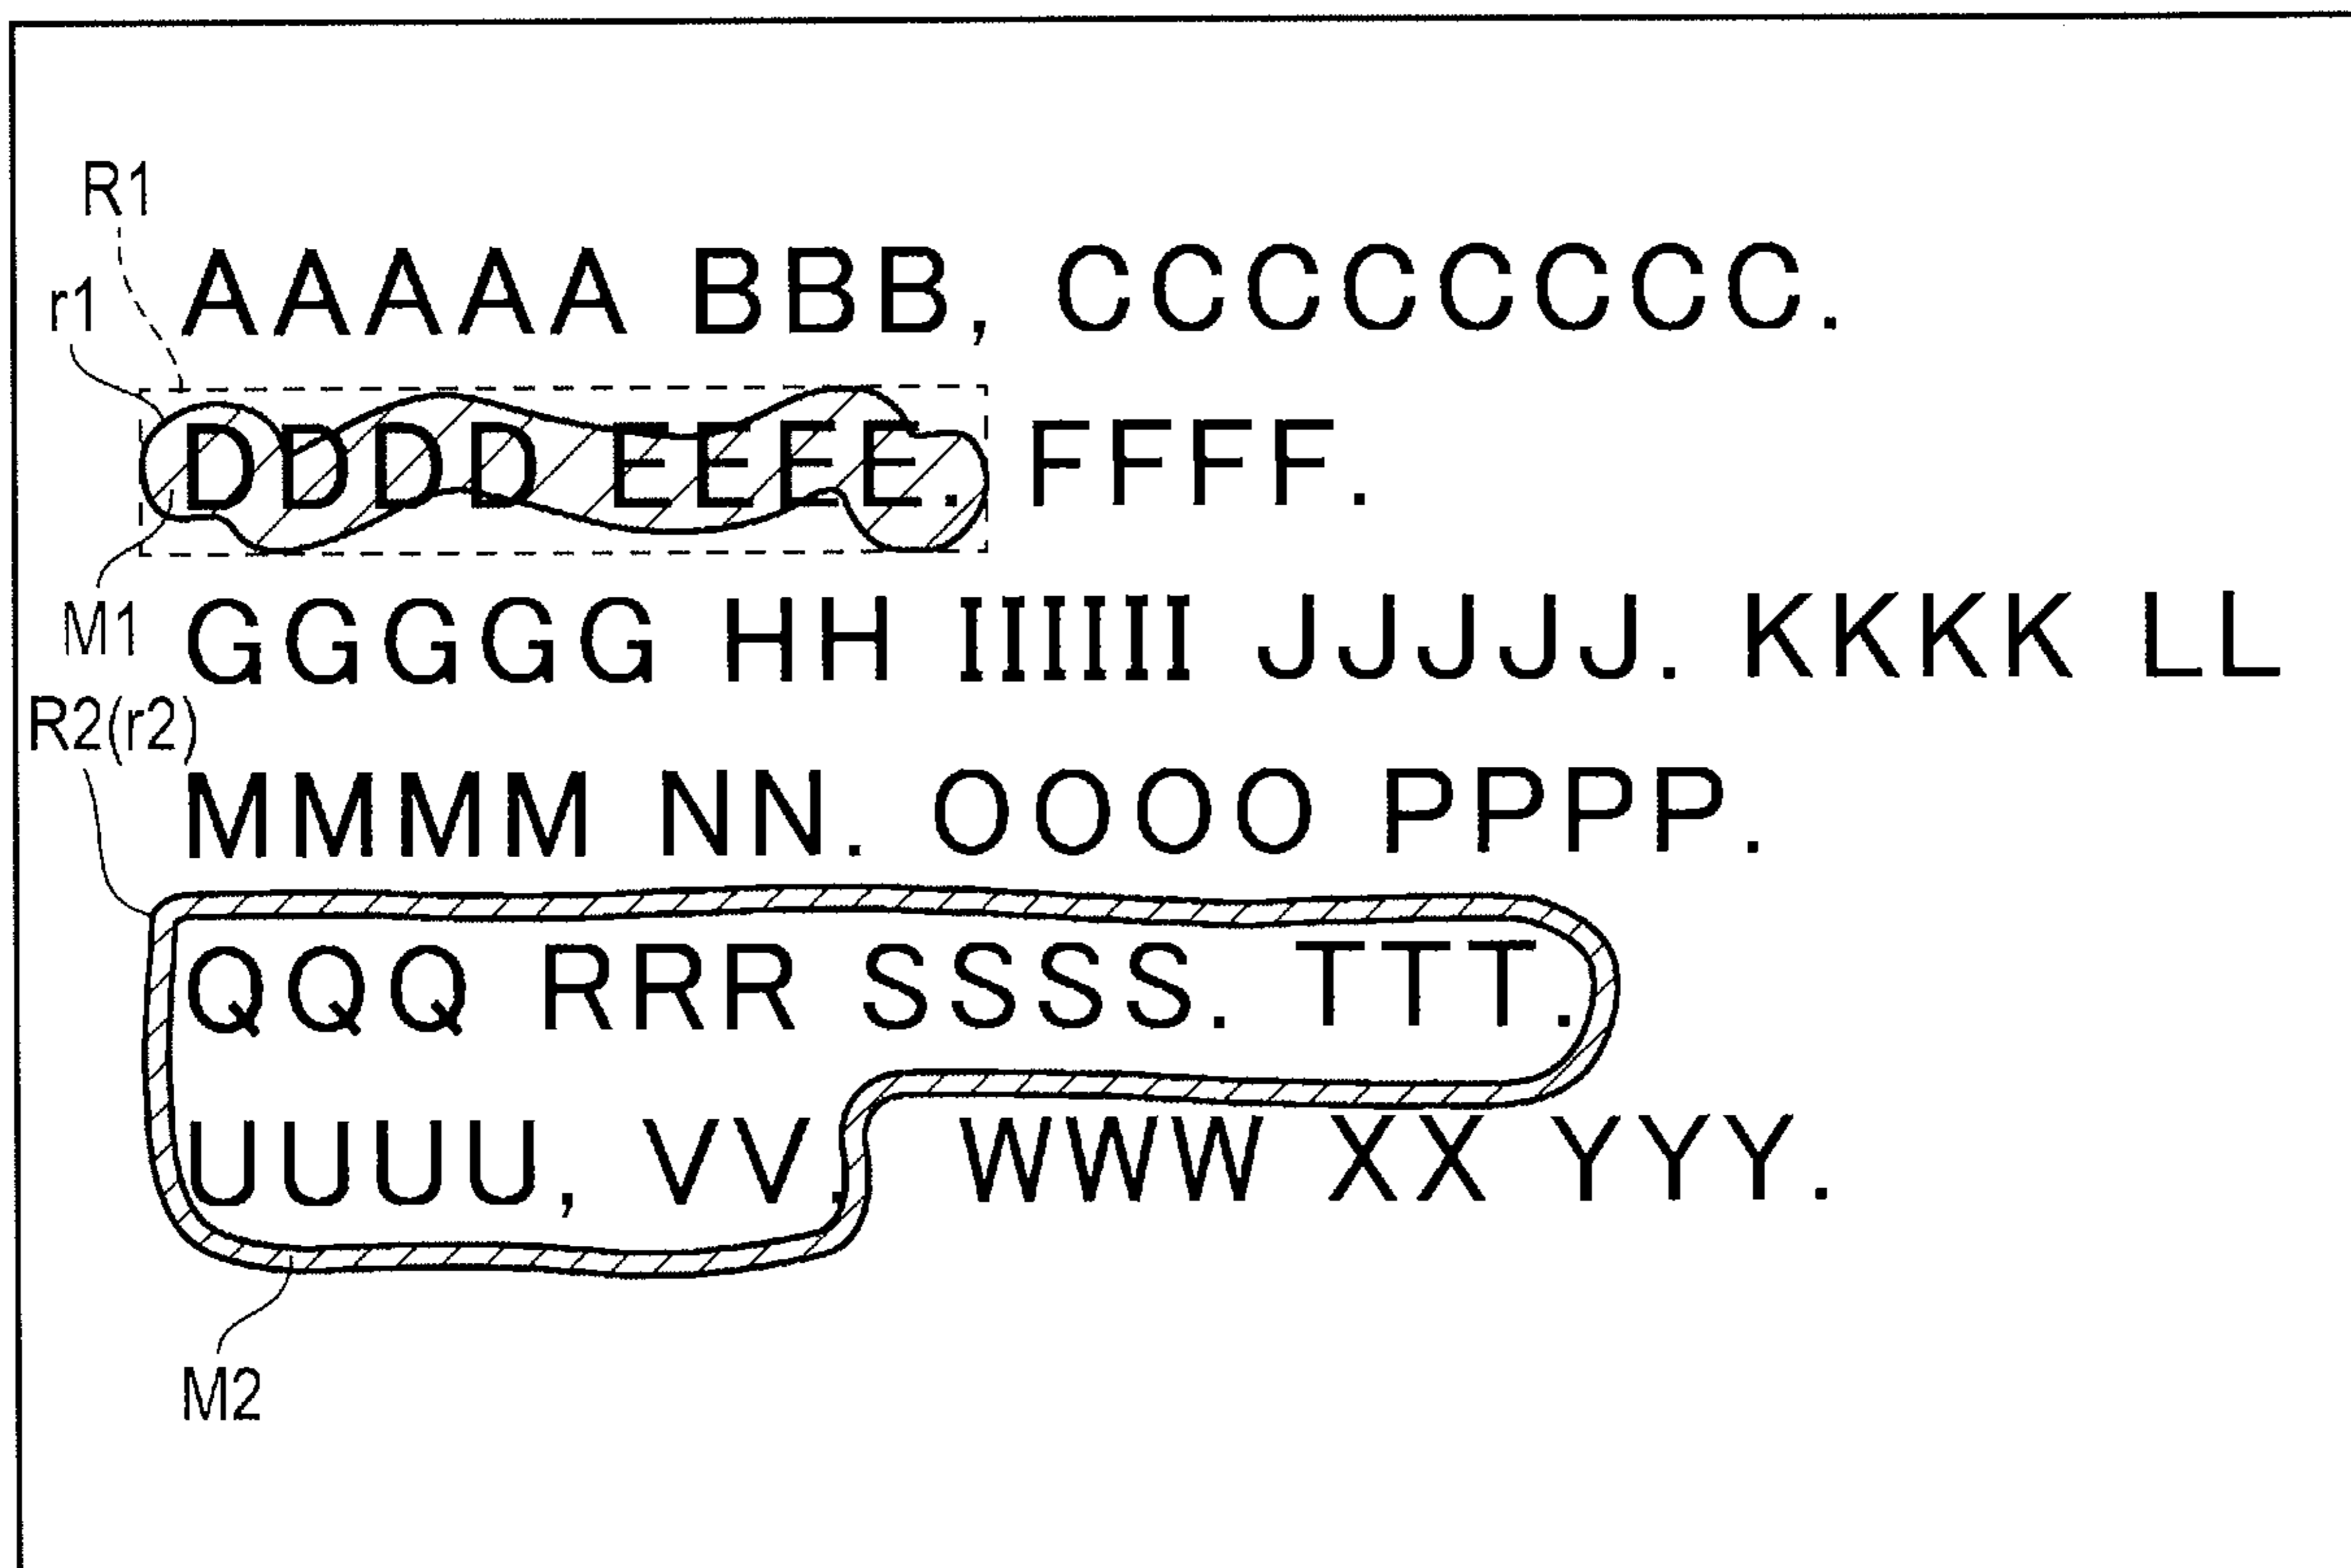 R1
r1
AAAAA BBB, CCCCCCCC.
DDDD EEEE. FFFF.
M1
GGGGG HH IIIIII JJJJJ. KKKK LL
R2(r2)
MMMM NN. OOOO PPPP.
QQQ RRR SSSS. TTT.
UUUU, VV, WWW XX YYY.
M2